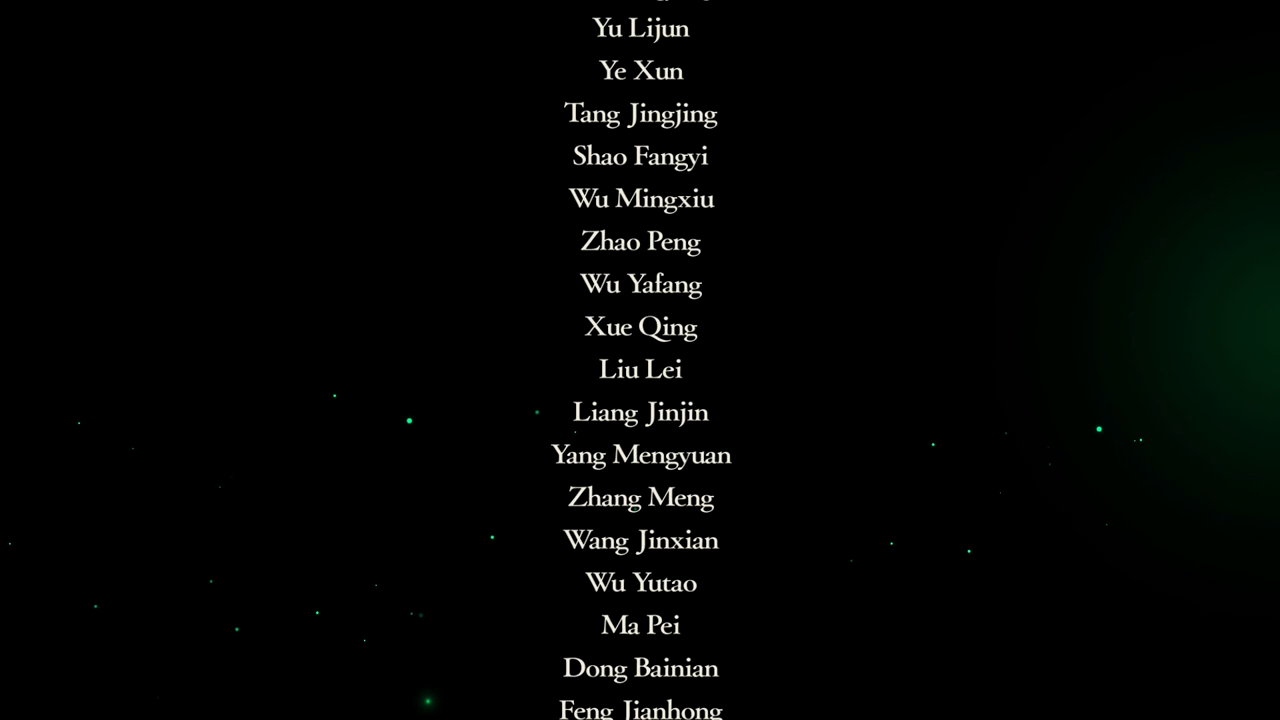 Yu Lijun
Ye Xun
Tang Jingjing
Shao Fangyi
Wu Mingxiu
Zhao Peng
Wu Yafang
Xue Qing
Liu Lei
Liang Jinjin
Yang Mengyuan
Zhang Meng
Wang Jinxian
Wu Yutao
Ma Pei
Dong Bainian
Feng Jianhong